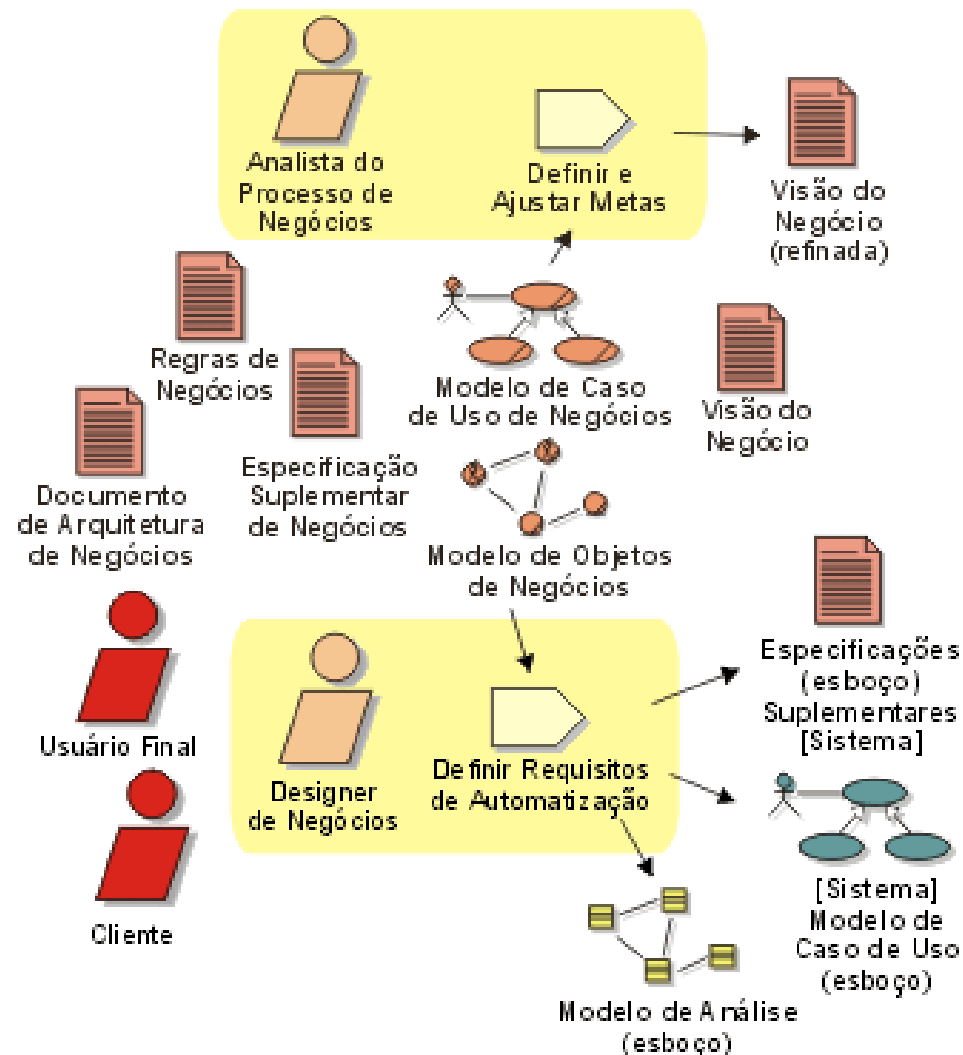 Analista do
Processo de
Negócios
Definir e
Ajustar Metas
Visão do
Negócio
(refinada)
Regras de
Negócios
Modelo de Caso
de Uso de Negócios
Visão do
Negócio
Especificação
Suplementar
de Negócios
Documento
de Arquitetura
de Negócios
Modelo de Objetos
de Negócios
Usuário Final
Designer
de Negócios
Definir Requisitos
de Automatização
Especificações
(esboço)
Suplementares
[Sistema]
Cliente
[Sistema]
Modelo de
Caso de Uso
(esboço)
Modelo de Análise
(esboço)